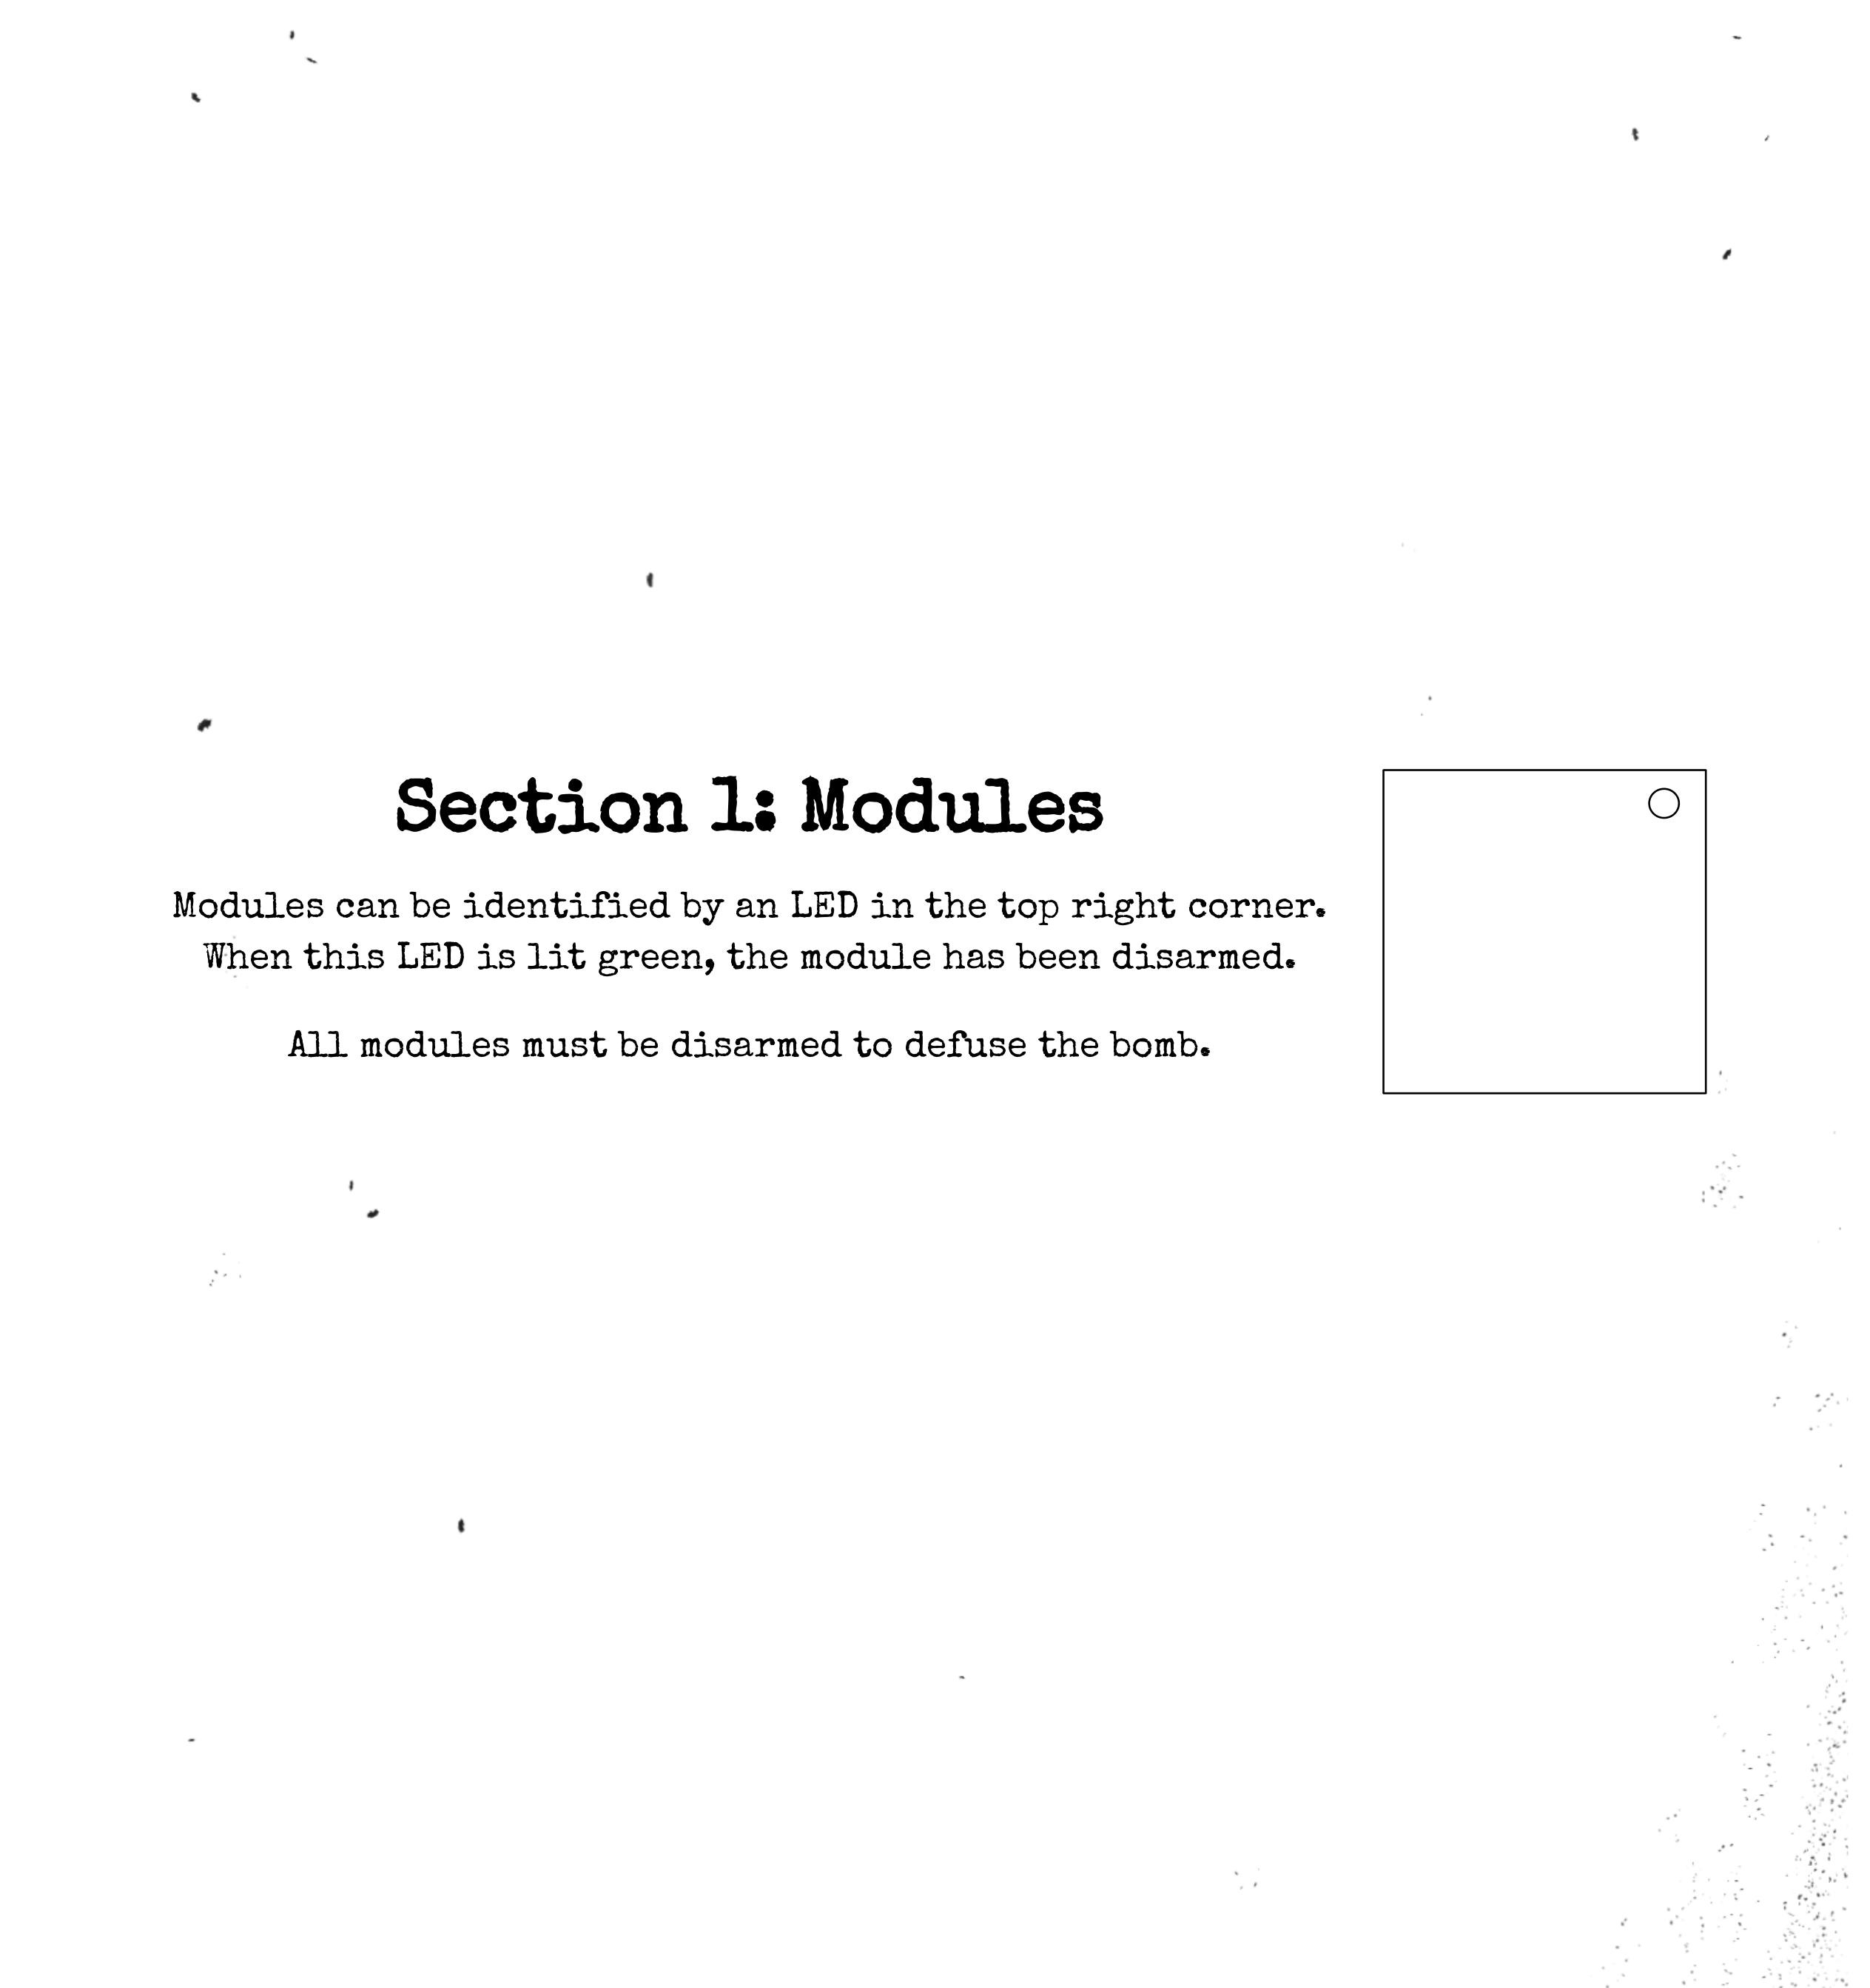 Section 1: Modules
Modules can be identified by an LED in the top right corner.
When this LED is lit green, the module has been disarmed.
All modules must be disarmed to defuse the bomb.